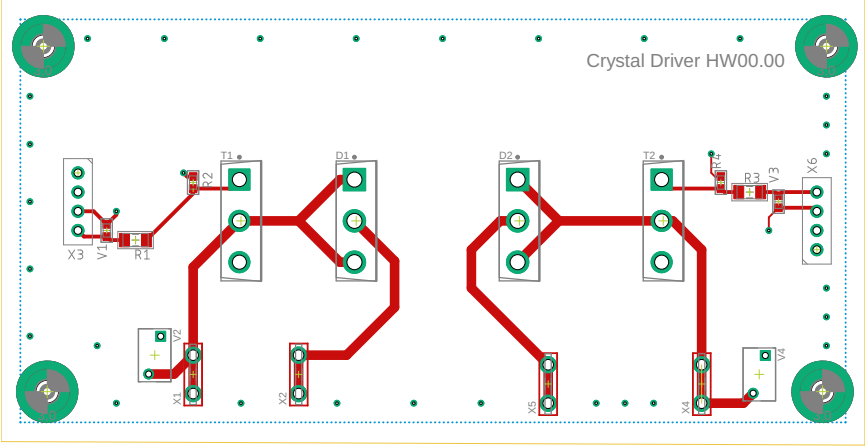 Crystal Driver HW00.00
T1
D1
D2
T2
R2
R4
R3
V3
X6
X3
V1
R1
V2
V4
X1
X2
X5
X4